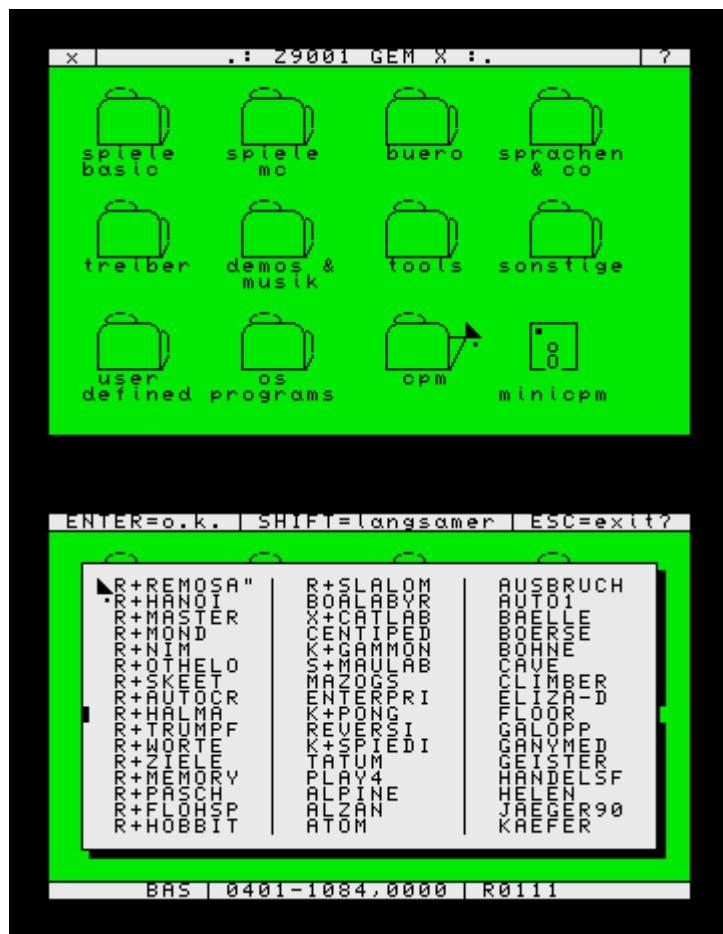 x | .: Z9001 GEM X :. | ?
spiele basic
spiele mc
buero
sprachen & co
treiber
demos & musik
tools
sonstige
user defined
os programs
cpm
minicpm
ENTER=o.k. | SHIFT=langsamer | ESC=exit?
R+REMOSA" | R+SLALOM | AUSBRUCH
R+HANOI | BOALABYR | AUTO1
R+MASTER | X+CATLAB | BAELLE
R+MOND | CENTIPED | BOERSE
R+NIM | K+GAMMON | BOHNE
R+OTHELO | S+MAULAB | CAVE
R+SKEET | MAZOGS | CLIMBER
R+AUTOCR | ENTERPRI | ELIZA-D
R+HALMA | K+PONG | FLOOR
R+TRUMPF | REVERSI | GALOPP
R+WORTE | K+SPIEDI | GANYMED
R+ZIELE | TATUM | GEISTER
R+MEMORY | PLAY4 | HANDELSF
R+PASCH | ALPINE | HELEN
R+FLOHSP | ALZAN | JAEGER90
R+HOBBIT | ATOM | KAEFER
BAS | 0401-1084,0000 | R0111